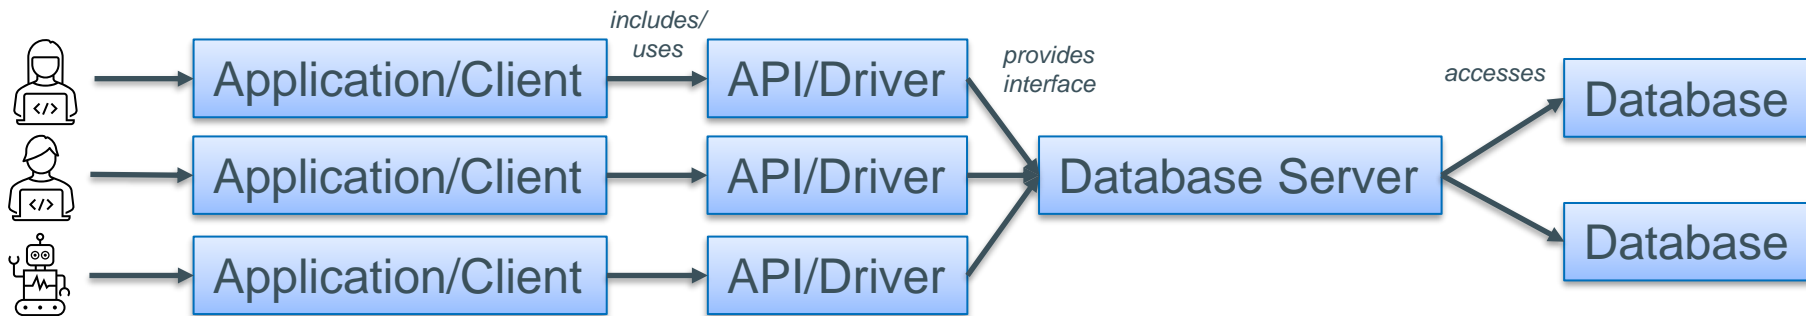 includes/
uses
provides
interface
accesses
Application/Client
API/Driver
Database
</>
Application/Client
API/Driver
Database Server
</>
Application/Client
API/Driver
Database